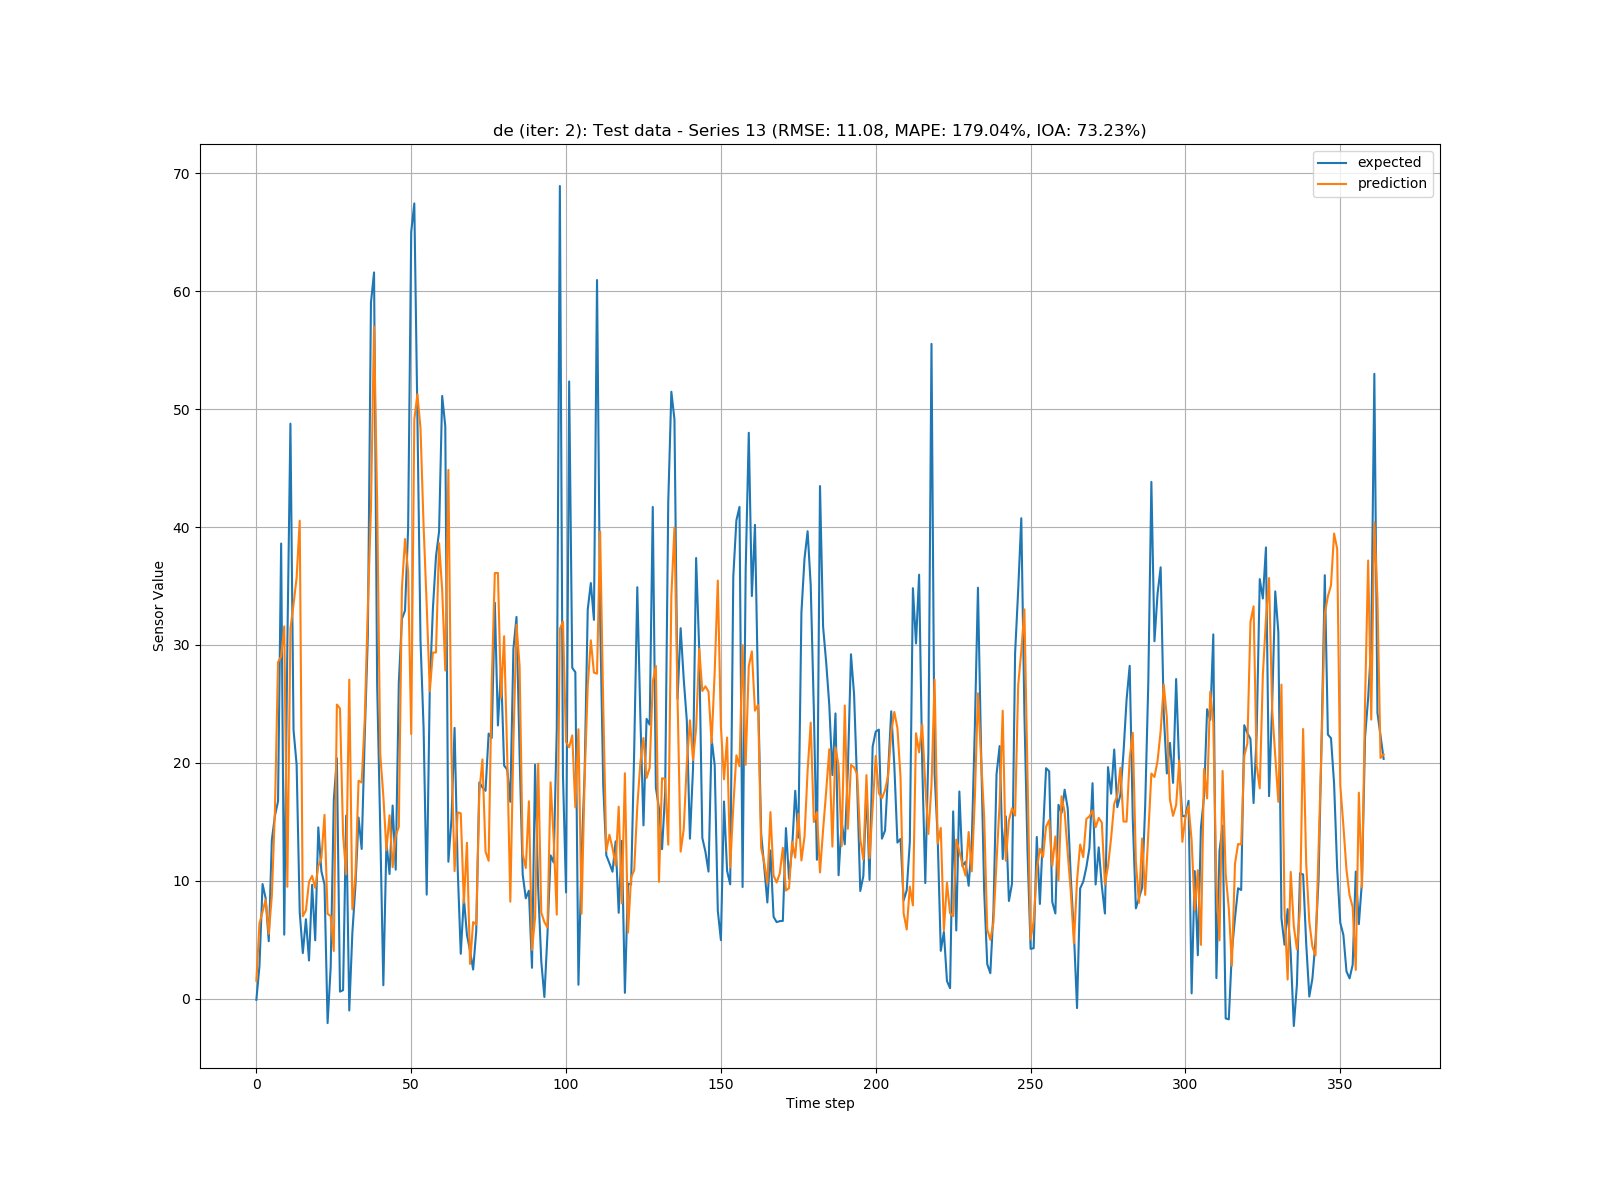 de (iter: 2): Test data - Series 13 (RMSE: 11.08, MAPE: 179.04%, IOA: 73.23%)
expected
prediction
70
60
50
40
30
20
10
0
Sensor Value
0 50 100 150 200 250 300 350
Time step